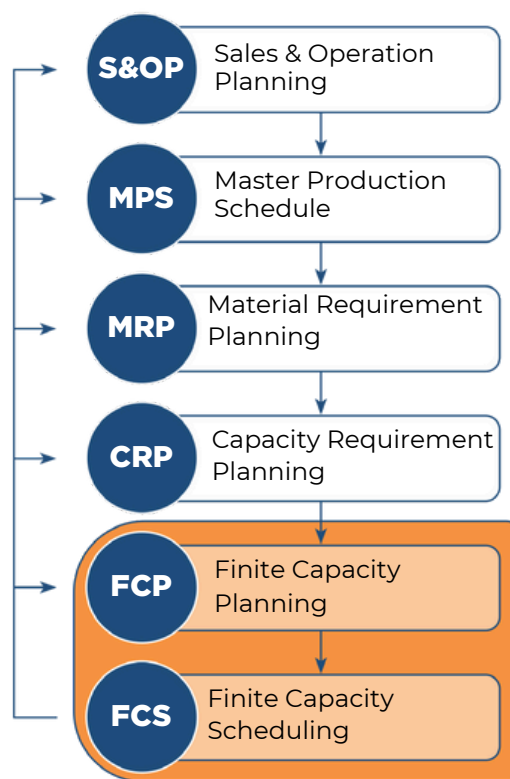 S&OP
Sales & Operation
Planning
MPS
Master Production
Schedule
MRP
Material Requirement
Planning
CRP
Capacity Requirement
Planning
FCP
Finite Capacity
Planning
FCS
Finite Capacity
Scheduling